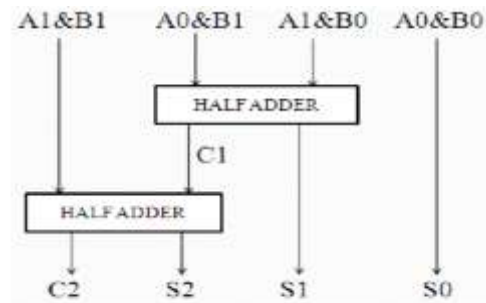 A1&B1 A0&B1 A1&B0 A0&B0
HALF ADDER
C1
HALF ADDER
C2 S2 S1 S0